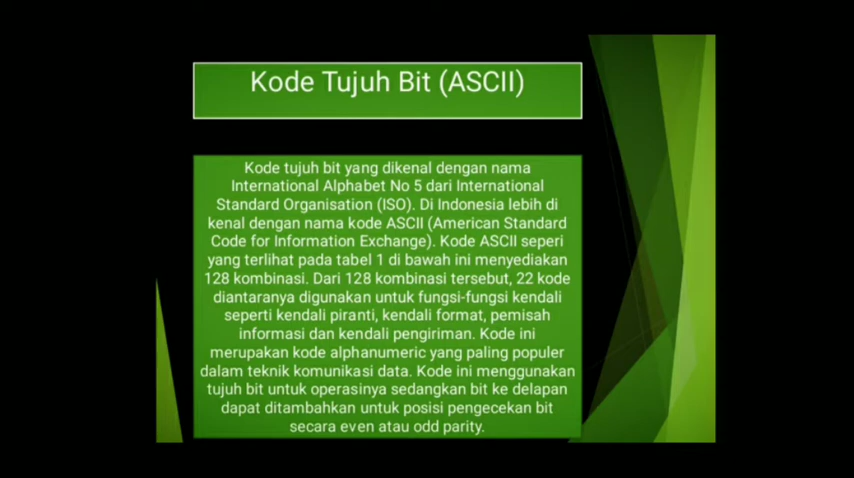 Kode Tujuh Bit (ASCII)
Kode tujuh bit yang dikenal dengan nama
International Alphabet No 5 dari International
Standard Organisation (ISO). Di Indonesia lebih di
kenal dengan nama kode ASCII (American Standard
Code for Information Exchange). Kode ASCII seperi
yang terlihat pada tabel 1 di bawah ini menyediakan
128 kombinasi. Dari 128 kombinasi tersebut, 22 kode
diantaranya digunakan untuk fungsi-fungsi kendali
seperti kendali piranti, kendali format, pemisah
informasi dan kendali pengiriman. Kode ini
merupakan kode alphanumeric yang paling populer
dalam teknik komunikasi data. Kode ini menggunakan
tujuh bit untuk operasinya sedangkan bit ke delapan
dapat ditambahkan untuk posisi pengecekan bit
secara even atau odd parity.